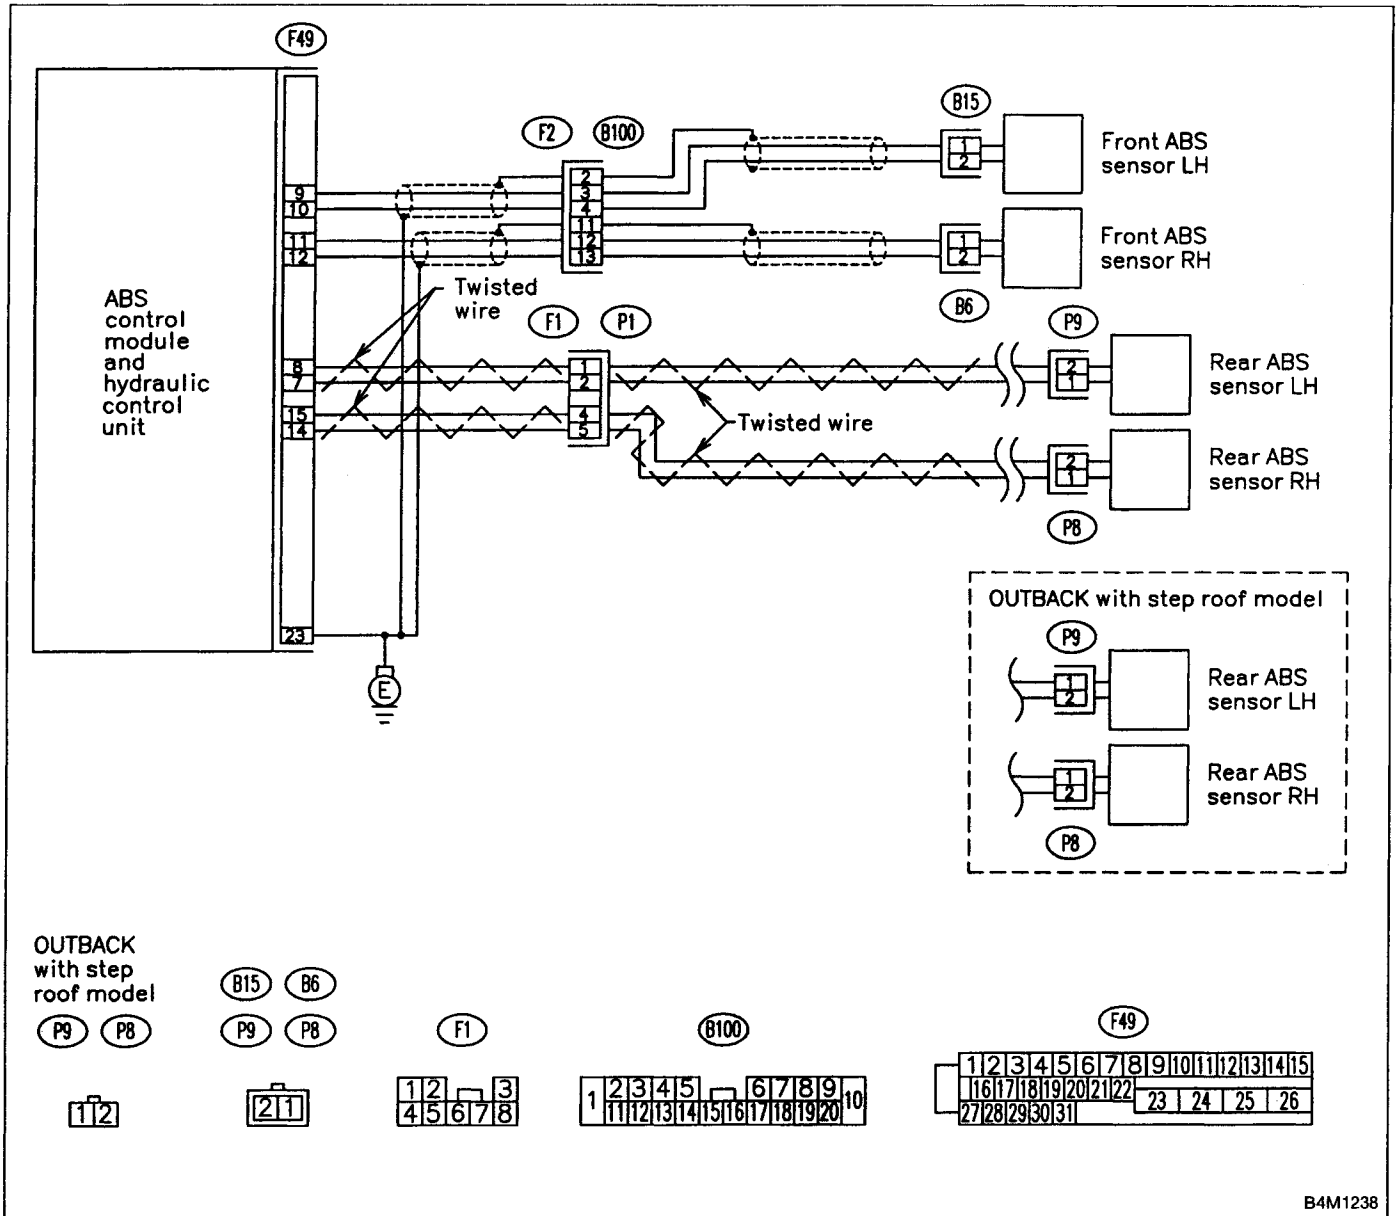 F49
B15
F2 B100
1
2
Front ABS
sensor LH
2
3
4
11
12
13
9
10
11
12
1
2
Front ABS
sensor RH
B6
ABS
control
module
and
hydraulic
control
unit
Twisted
wire
F1 P1
P9
8
7
15
14
1
2
4
5
2
1
Rear ABS
sensor LH
Twisted wire
2
1
Rear ABS
sensor RH
P8
23
E
OUTBACK with step roof model
P9
1
2
Rear ABS
sensor LH
1
2
Rear ABS
sensor RH
P8
OUTBACK
with step
roof model
P9 P8
1 2
B15 B6
P9 P8
2 1
F1
1 2 3
4 5 6 7 8
B100
1 2 3 4 5 6 7 8 9 10
11 12 13 14 15 16 17 18 19 20
F49
1 2 3 4 5 6 7 8 9 10 11 12 13 14 15
16 17 18 19 20 21 22 23 24 25 26
27 28 29 30 31
B4M1238